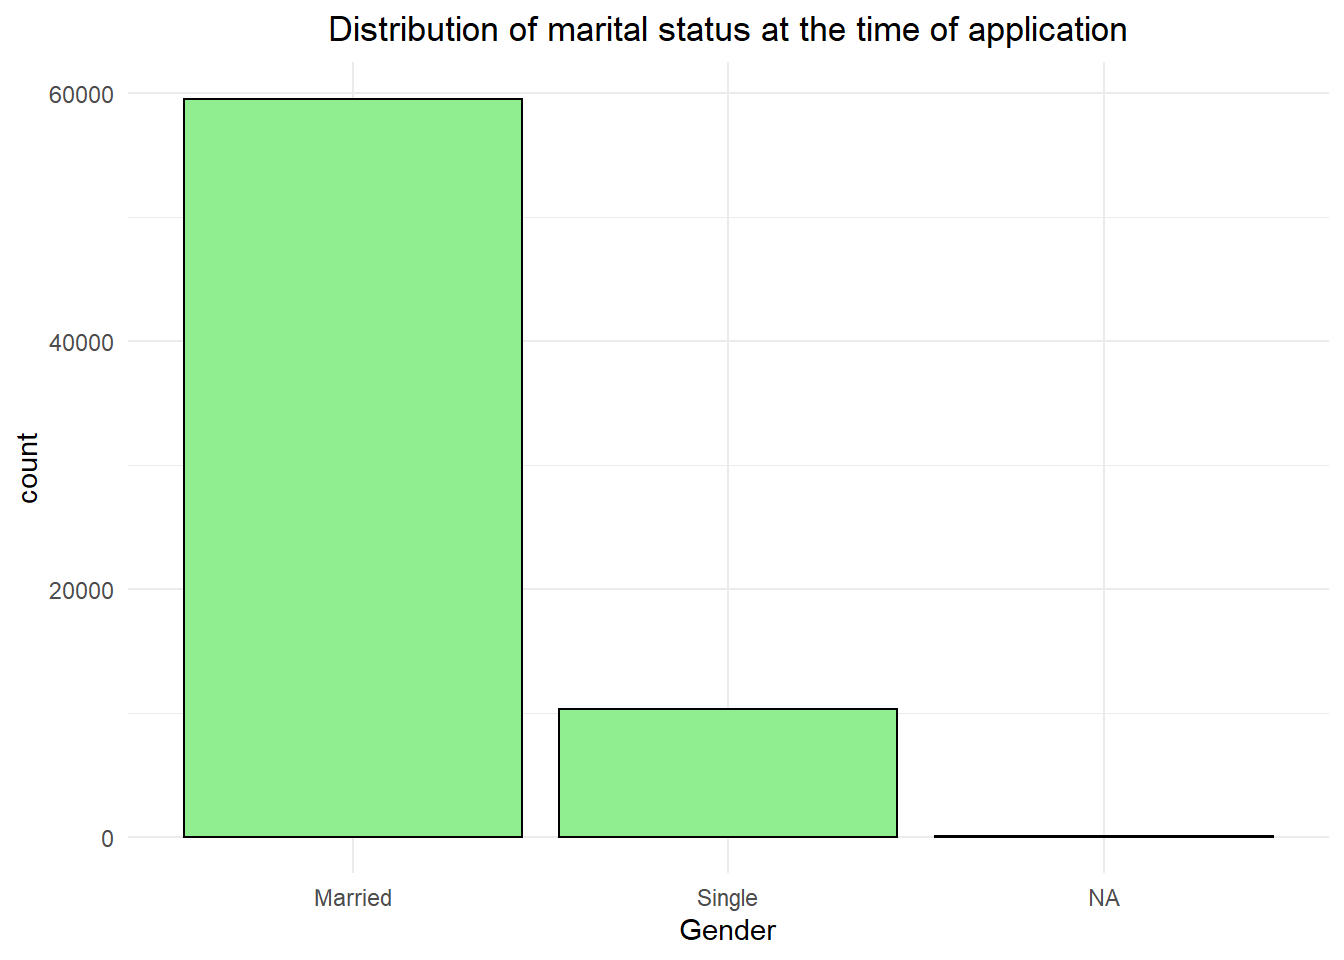 Distribution of marital status at the time of application
60000
40000
20000
0
count
Married Single NA
Gender